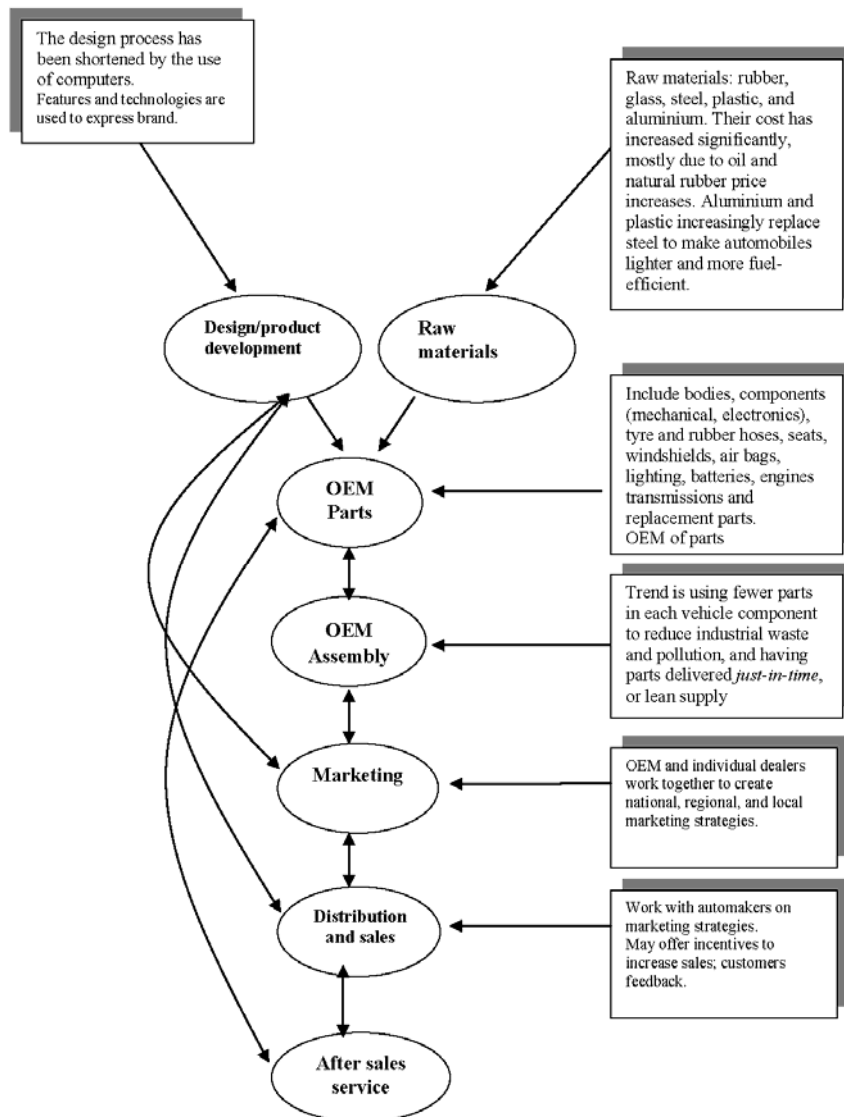 The design process has
been shortened by the use
of computers.
Features and technologies are
used to express brand.
Raw materials: rubber,
glass, steel, plastic, and
aluminium. Their cost has
increased significantly,
mostly due to oil and
natural rubber price
increases. Aluminium and
plastic increasingly replace
steel to make automobiles
lighter and more fuel-
efficient.
Design/product
development
Raw
materials
Include bodies, components
(mechanical, electronics),
tyre and rubber hoses, seats,
windshields, air bags,
lighting, batteries, engines
transmissions and
replacement parts.
OEM of parts
OEM
Parts
Trend is using fewer parts
in each vehicle component
to reduce industrial waste
and pollution, and having
parts delivered just-in-time,
or lean supply
OEM
Assembly
OEM and individual dealers
work together to create
national, regional, and local
marketing strategies.
Marketing
Work with automakers on
marketing strategies.
May offer incentives to
increase sales; customers
feedback.
Distribution
and sales
After sales
service